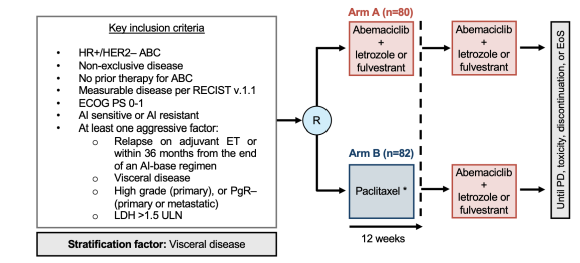 Key inclusion criteria
• HR+/HER2– ABC
• Non-exclusive disease
• No prior therapy for ABC
• Measurable disease per RECIST v.1.1
• ECOG PS 0-1
• AI sensitive or AI resistant
• At least one aggressive factor:
o Relapse on adjuvant ET or
within 36 months from the end
of an AI-base regimen
o Visceral disease
o High grade (primary), or PgR–
(primary or metastatic)
o LDH >1.5 ULN
Stratification factor: Visceral disease
R
Arm A (n=80)
Abemaciclib
+
letrozole or
fulvestrant
Abemaciclib
+
letrozole or
fulvestrant
Arm B (n=82)
Paclitaxel *
Abemaciclib
+
letrozole or
fulvestrant
12 weeks
Until PD, toxicity, discontinuation, or EoS